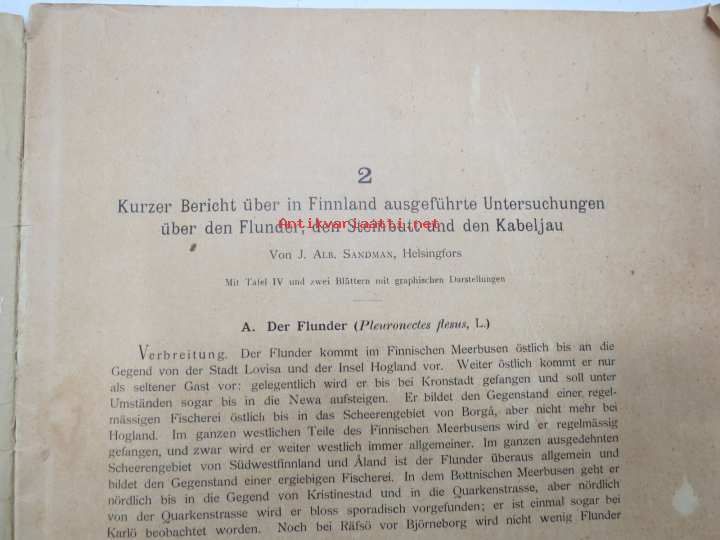 2
Kurzer Bericht über in Finnland ausgeführte Untersuchungen
über den Flunder, den Steinbutt und den Kabeljau
Antikvariaatti.net
Von J. Alb. Sandman, Helsingfors
Mit Tafel IV und zwei Blättern mit graphischen Darstellungen
A. Der Flunder (Pleuronectes flesus, L.)
Verbreitung. Der Flunder kommt im Finnischen Meerbusen östlich bis an die
Gegend von der Stadt Lovisa und der Insel Hogland vor. Weiter östlich kommt er nur
als seltener Gast vor: gelegentlich wird er bis bei Kronstadt gefangen und soll unter
Umständen sogar bis in die Newa aufsteigen. Er bildet den Gegenstand einer regel-
mässigen Fischerei östlich bis in das Scheerengebiet von Borgå, aber nicht mehr bei
Hogland. Im ganzen westlichen Teile des Finnischen Meerbusens wird er regelmässig
gefangen, und zwar wird er weiter westlich immer allgemeiner. Im ganzen ausgedehnten
Scheerengebiet von Südwestfinnland und Åland ist der Flunder überaus allgemein und
bildet den Gegenstand einer ergiebigen Fischerei. In dem Bottnischen Meerbusen geht er
nördlich bis in die Gegend von Kristinestad und in die Quarkenstrasse, aber nördlich
von der Quarkenstrasse wird er bloss sporadisch vorgefunden; er ist einmal sogar bei
Karlö beobachtet worden. Noch bei Räfsö vor Björneborg wird nicht wenig Flunder